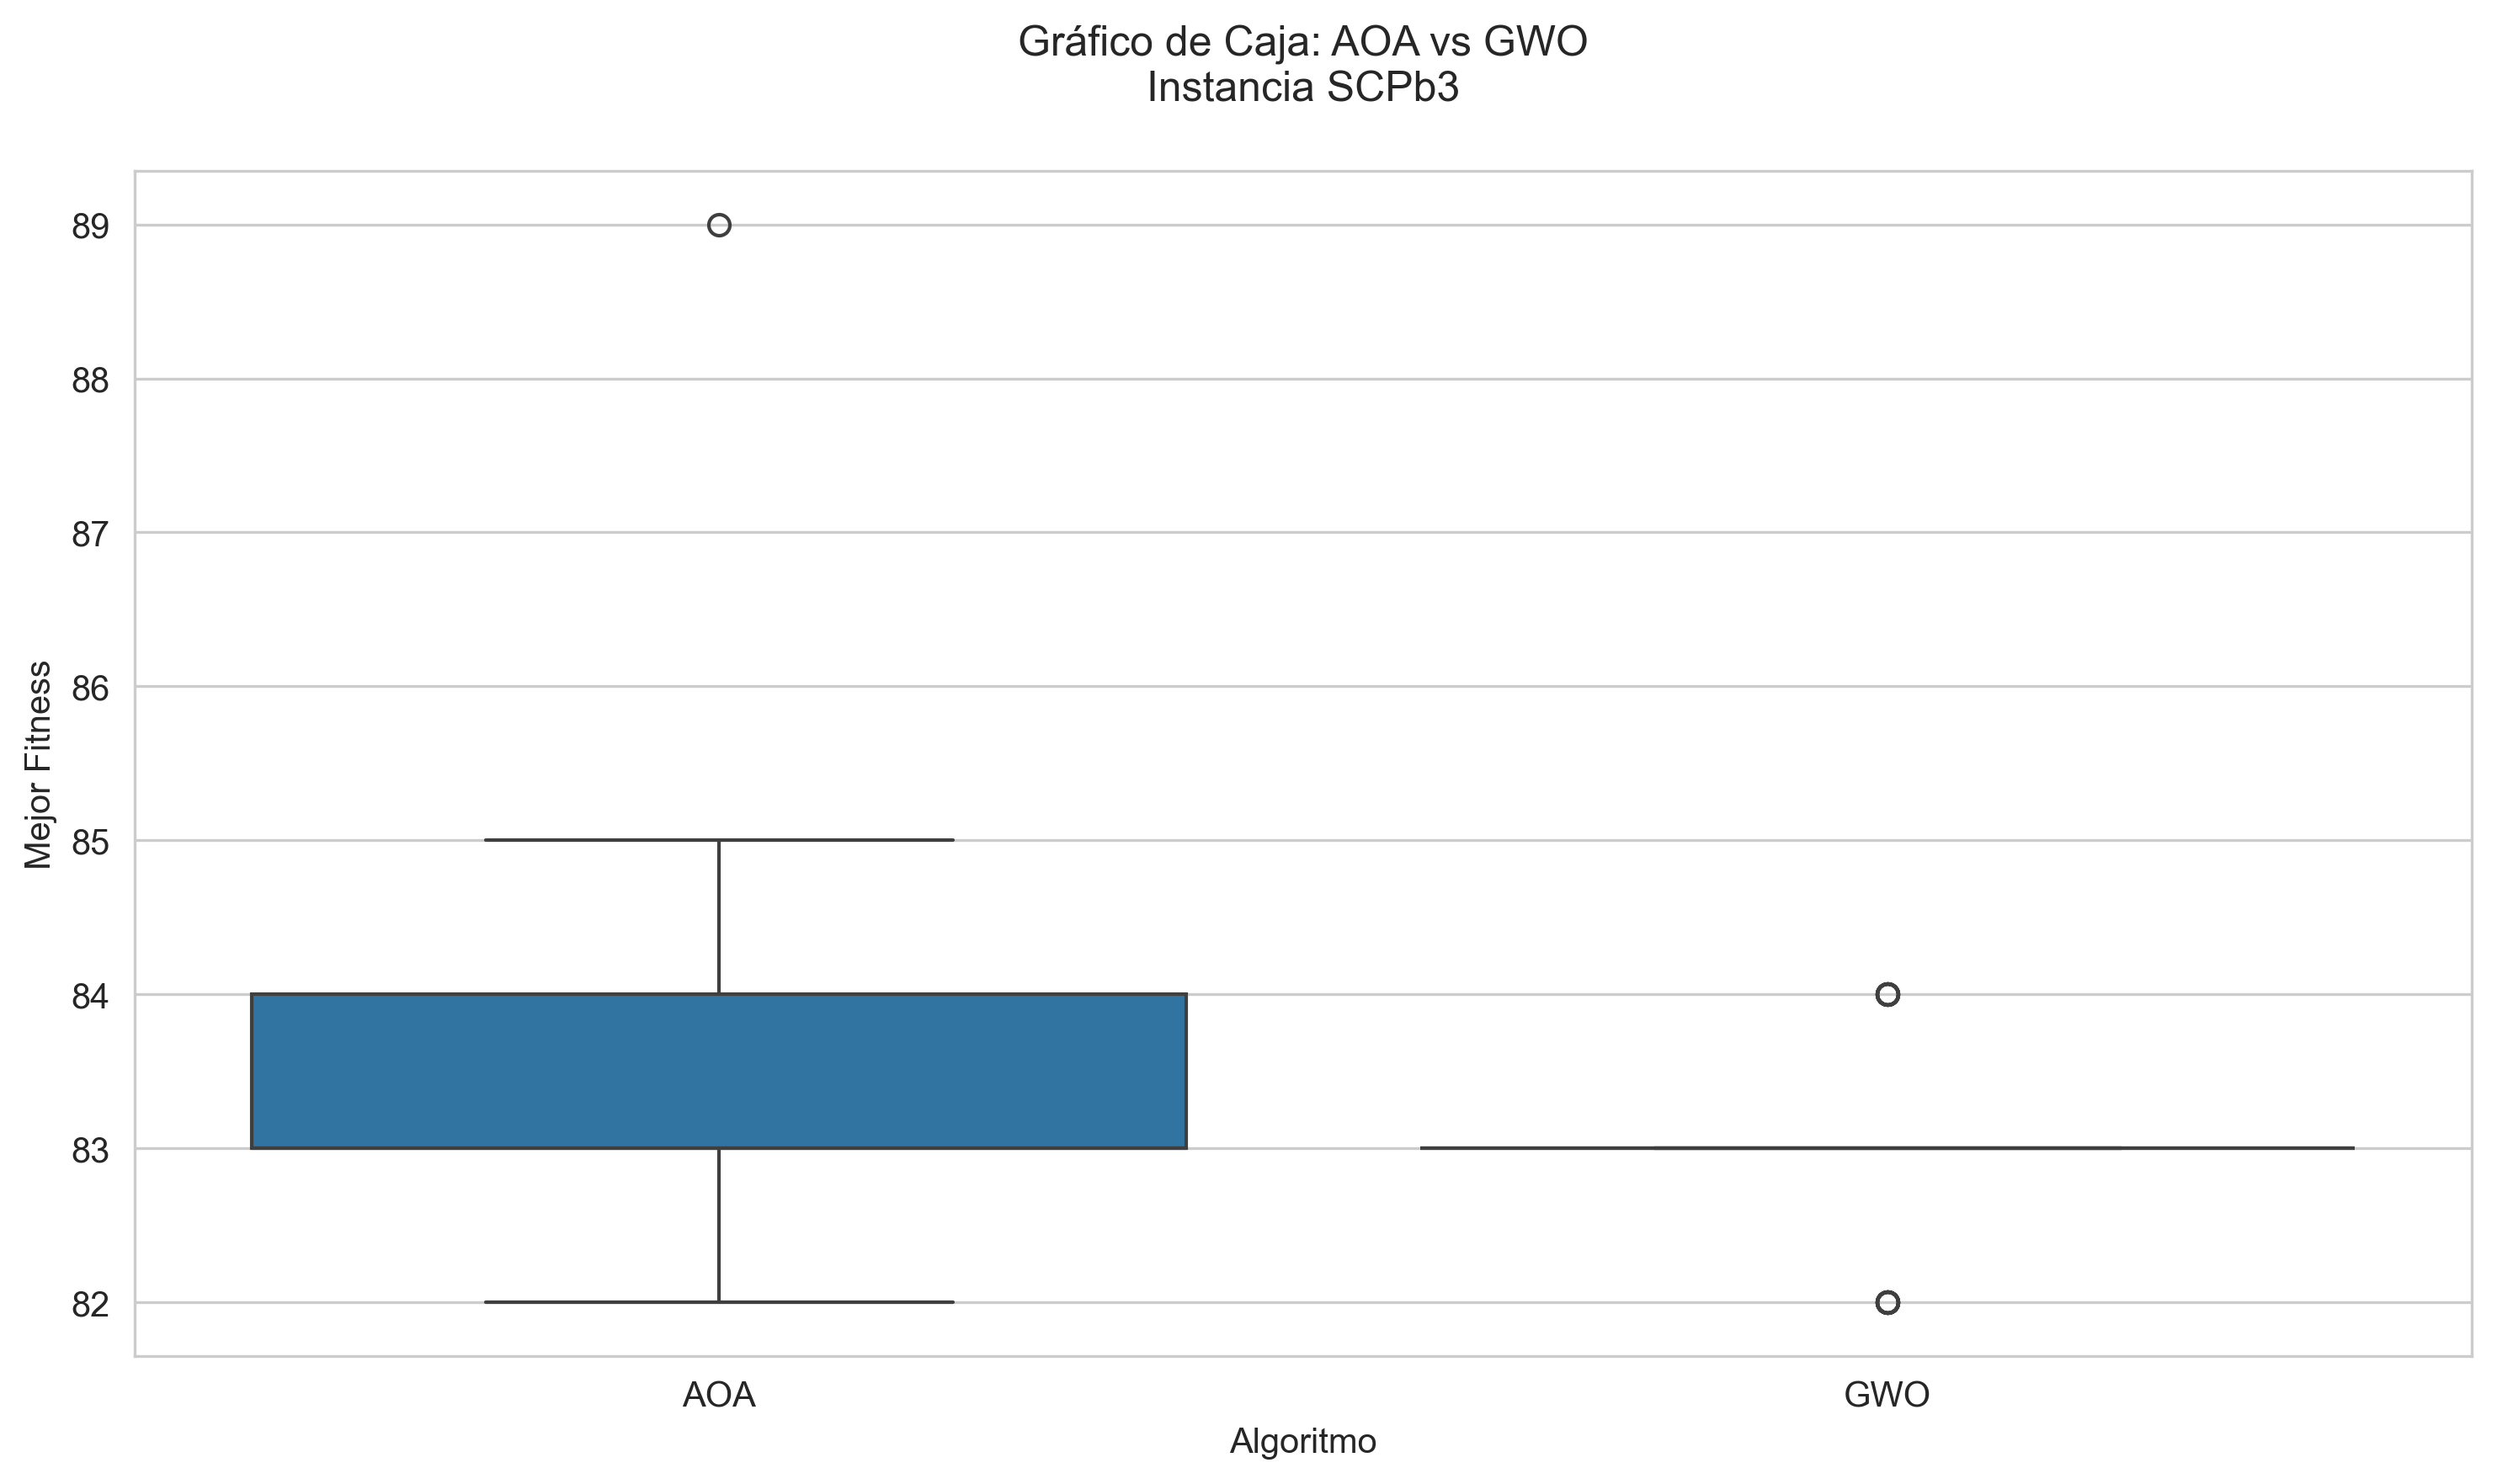 Gráfico de Caja: AOA vs GWO
Instancia SCPb3
Mejor Fitness
89
88
87
86
85
84
83
82
AOA
GWO
Algoritmo